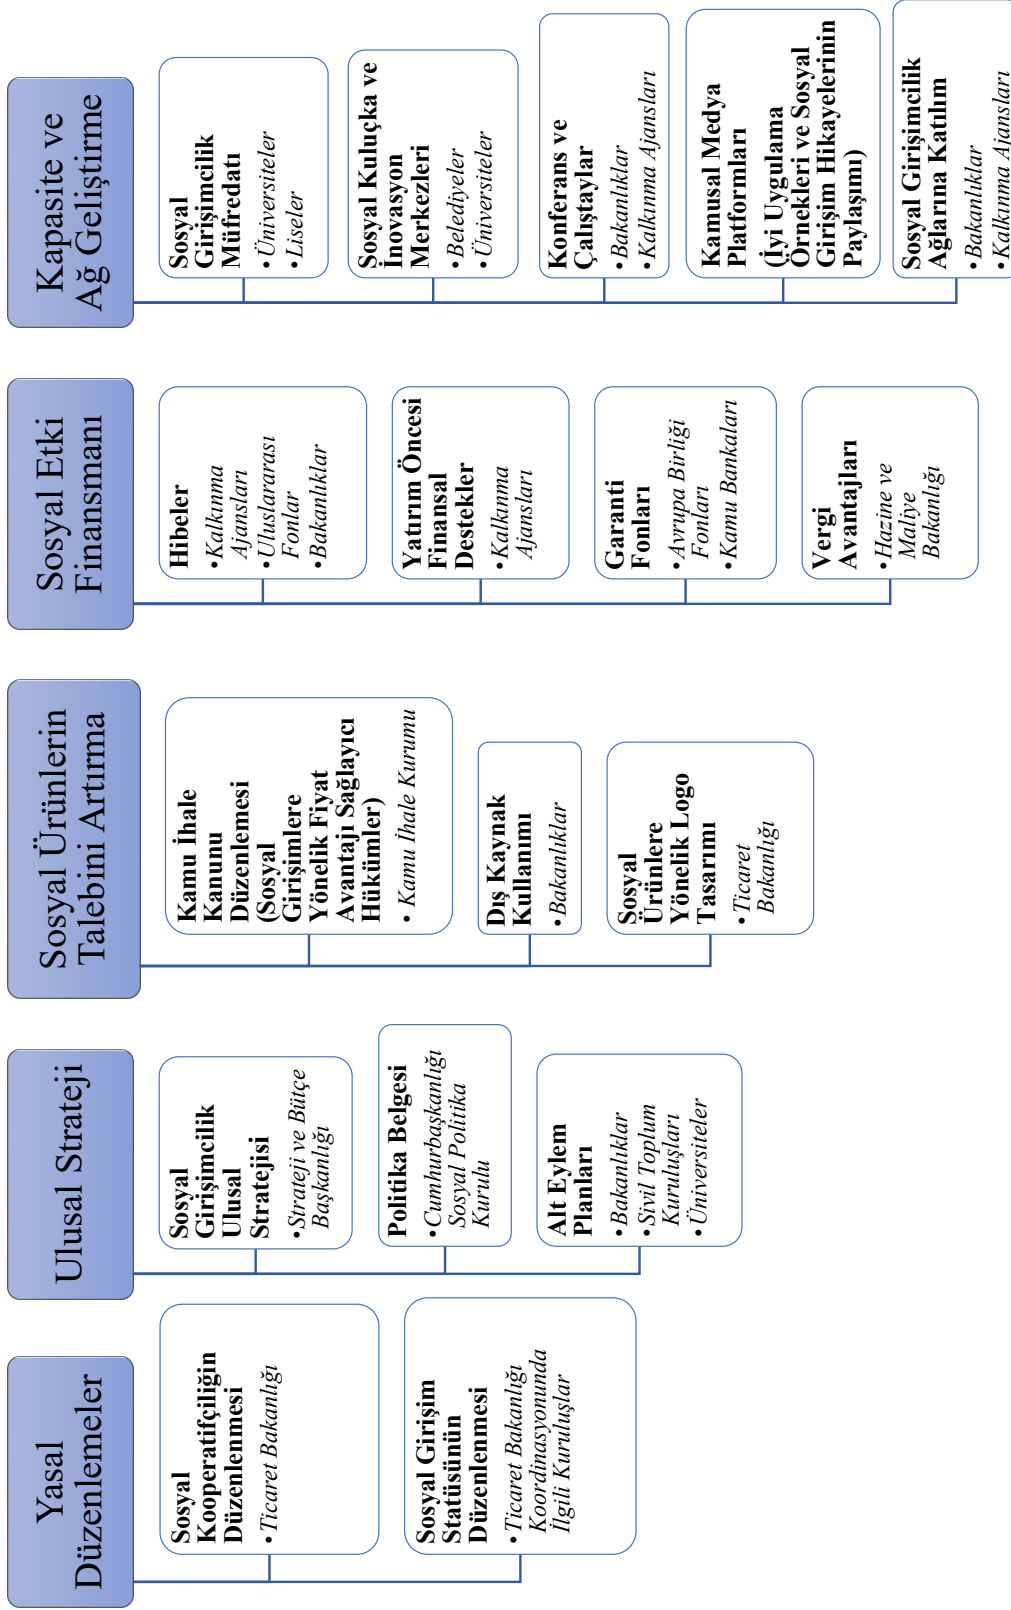 Yasal
Düzenlemeler
Sosyal
Kooperatifçiliğin
Düzenlenmesi
• Ticaret Bakanlığı
Sosyal Girişim
Statüsünün
Düzenlenmesi
• Ticaret Bakanlığı
Koordinasyonunda
İlgili Kuruluşlar
Ulusal Strateji
Sosyal
Girişimcilik
Ulusal
Stratejisi
• Strateji ve Bütçe
Başkanlığı
Politika Belgesi
• Cumhurbaşkanlığı
Sosyal Politika
Kurulu
Alt Eylem
Planları
• Bakanlıklar
• Sivil Toplum
Kuruluşları
• Üniversiteler
Sosyal Ürünlerin
Talebini Artırma
Kamu İhale
Kanunu
Düzenlemesi
(Sosyal
Girişimlere
Yönelik Fiyat
Avantajı Sağlayıcı
Hükümler)
• Kamu İhale Kurumu
Dış Kaynak
Kullanımı
• Bakanlıklar
Sosyal
Ürünlere
Yönelik Logo
Tasarımı
• Ticaret
Bakanlığı
Sosyal Etki
Finansmanı
Hibeler
• Kalkınma
Ajansları
• Uluslararası
Fonlar
• Bakanlıklar
Yatırım Öncesi
Finansal
Destekler
• Kalkınma
Ajansları
Garanti
Fonları
• Avrupa Birliği
Fonları
• Kamu Bankaları
Vergi
Avantajları
• Hazine ve
Maliye
Bakanlığı
Kapasite ve
Ağ Geliştirme
Sosyal
Girişimcilik
Müfredatı
• Üniversiteler
• Liseler
Sosyal Kuluçka ve
İnovasyon
Merkezleri
• Belediyeler
• Üniversiteler
Konferans ve
Çalıştaylar
• Bakanlıklar
• Kalkınma Ajansları
Kamusal Medya
Platformları
(İyi Uygulama
Örnekleri ve Sosyal
Girişim Hikayelerinin
Paylaşımı)
Sosyal Girişimcilik
Ağlarına Katılım
• Bakanlıklar
• Kalkınma Ajansları